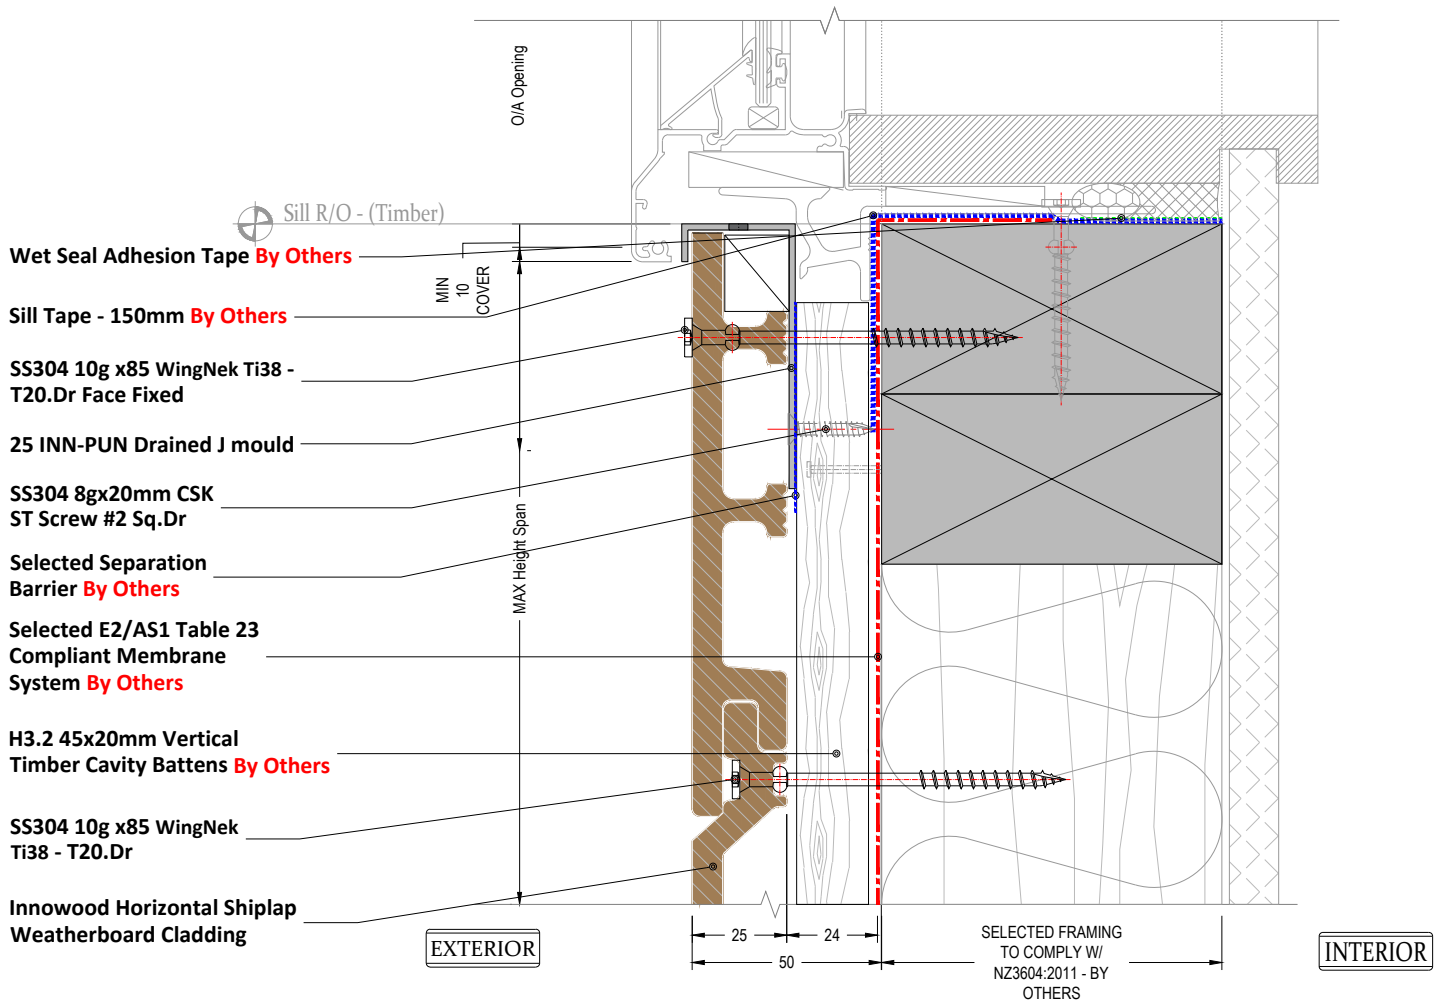 O/A Opening
Sill R/O - (Timber)
Wet Seal Adhesion Tape By Others
MIN
10
COVER
Sill Tape - 150mm By Others
SS304 10g x85 WingNek Ti38 -
T20.Dr Face Fixed
25 INN-PUN Drained J mould
SS304 8gx20mm CSK
ST Screw #2 Sq.Dr
Selected Separation
Barrier By Others
MAX Height Span
Selected E2/AS1 Table 23
Compliant Membrane
System By Others
H3.2 45x20mm Vertical
Timber Cavity Battens By Others
SS304 10g x85 WingNek
Ti38 - T20.Dr
Innowood Horizontal Shiplap
Weatherboard Cladding
EXTERIOR
25
24
50
SELECTED FRAMING
TO COMPLY W/
NZ3604:2011 - BY
OTHERS
INTERIOR